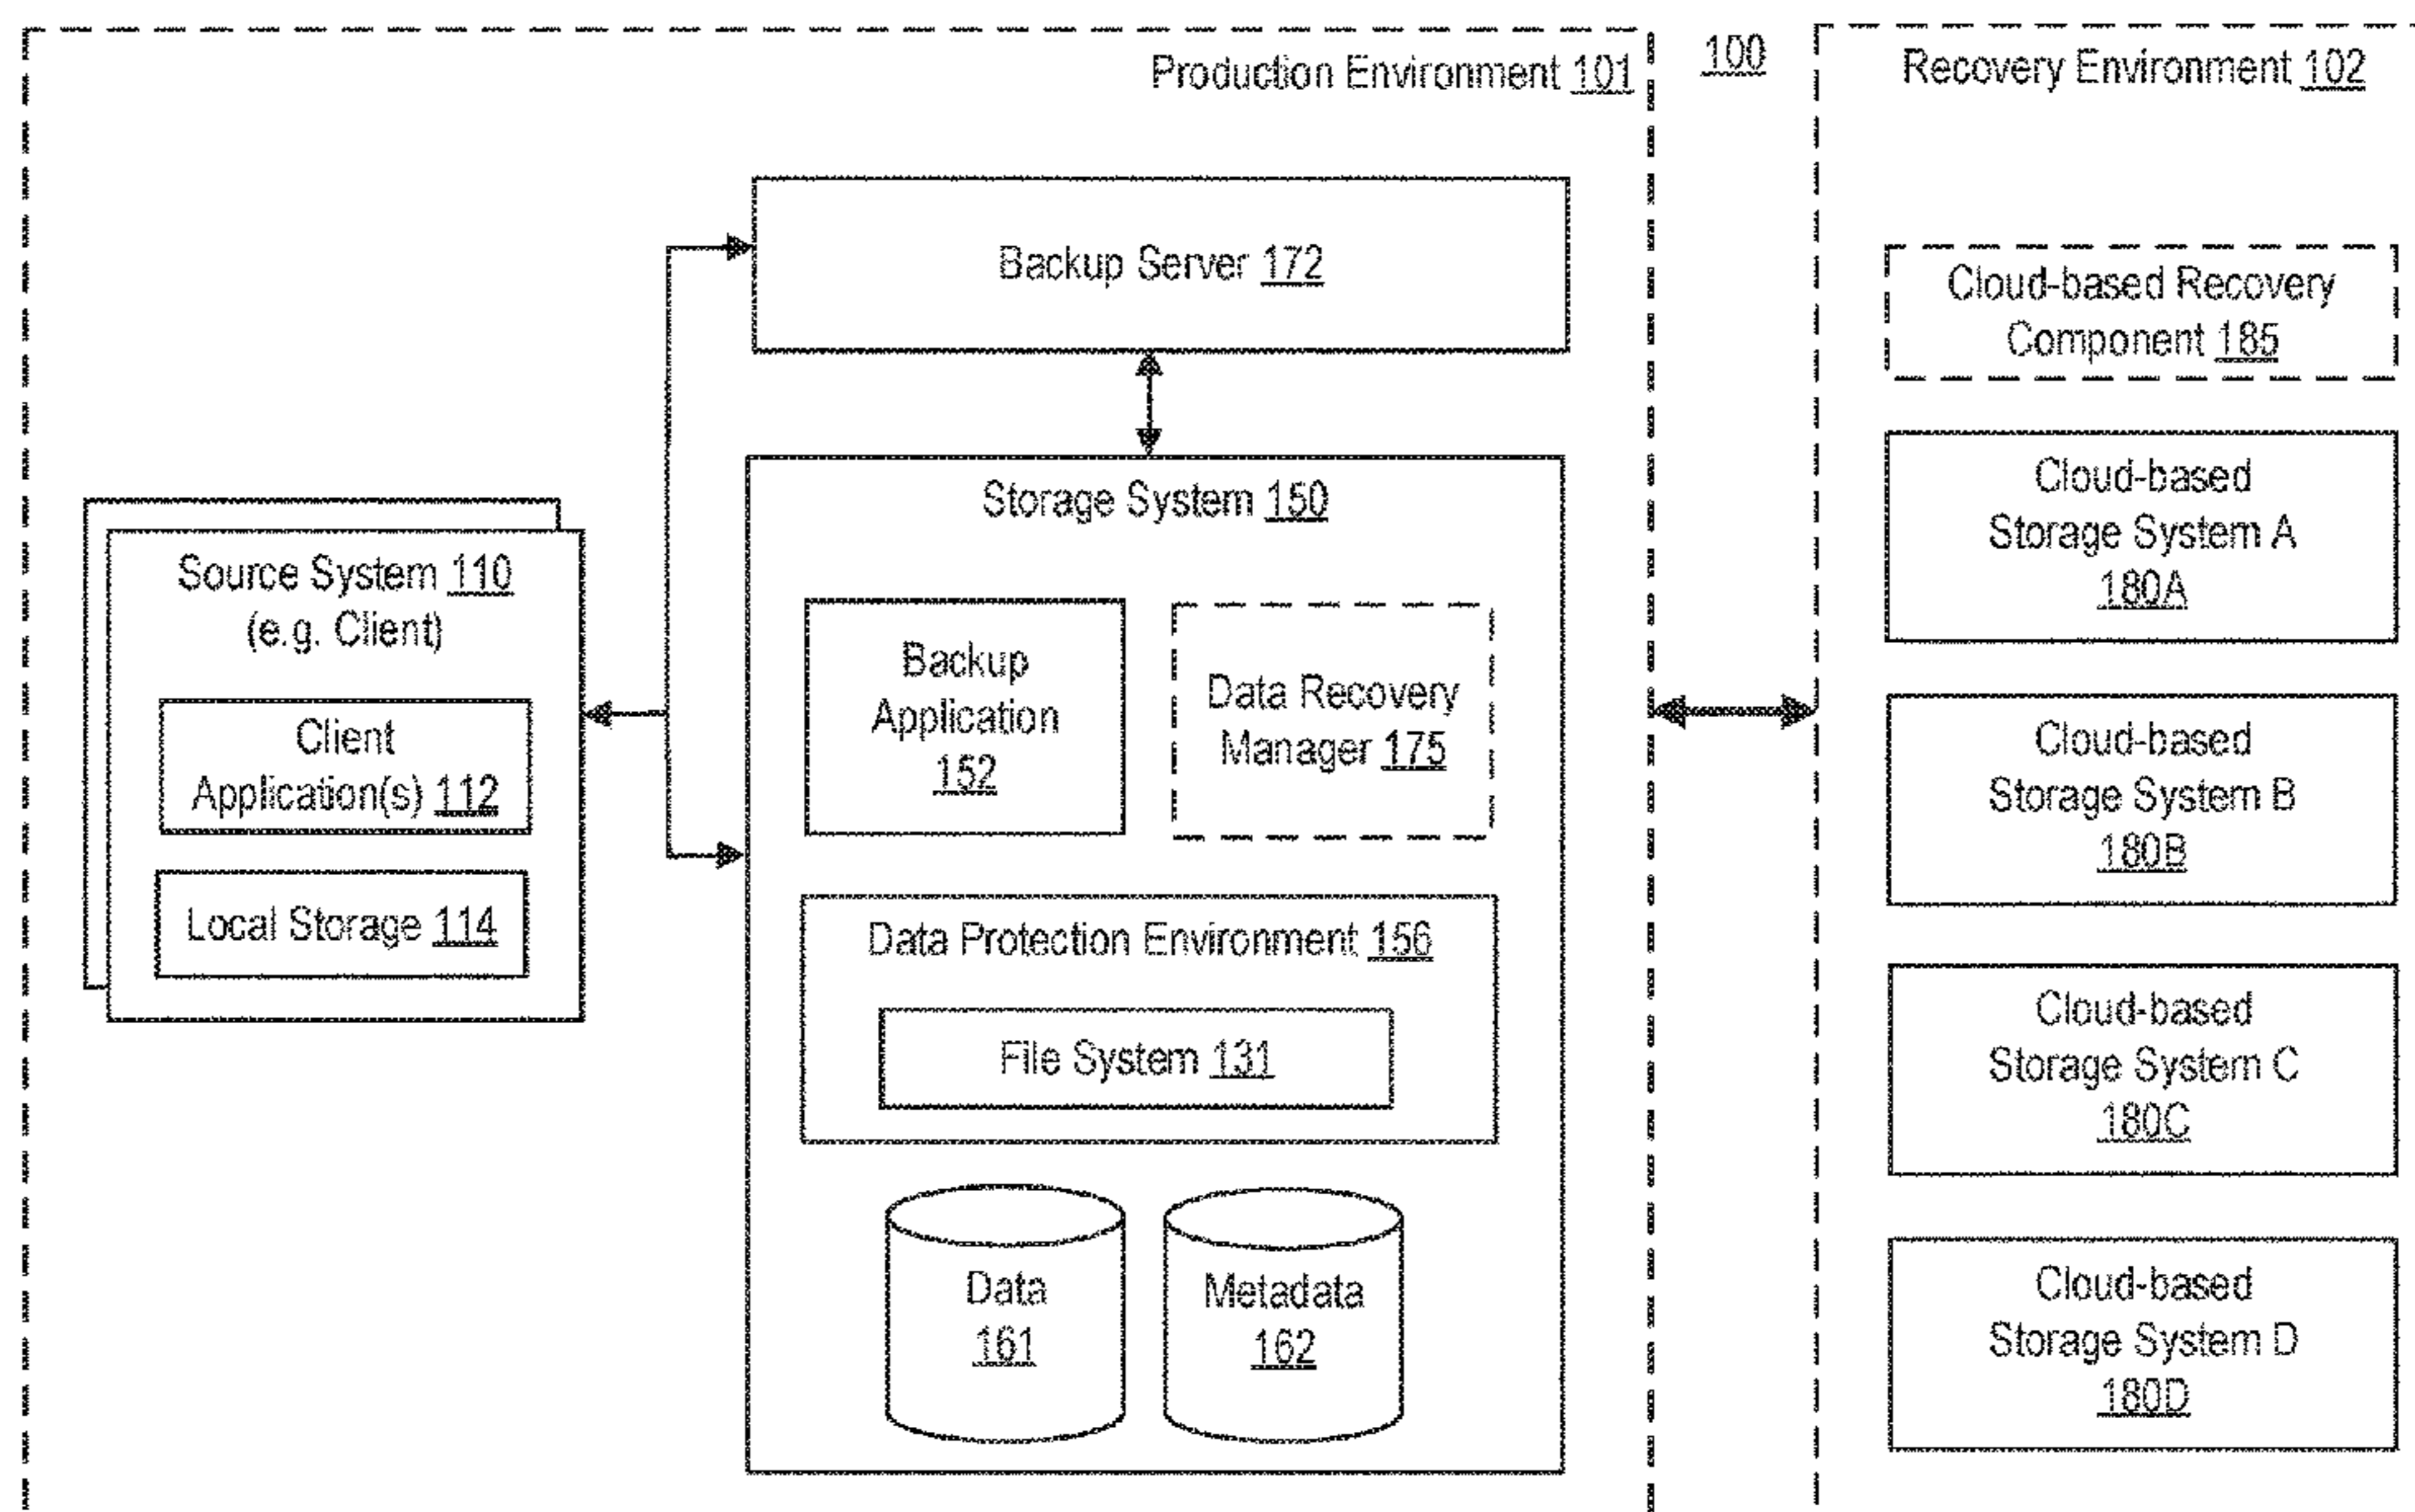 Production Environment 101
100
Recovery Environment 102
Backup Server 172
Storage System 150
Source System 110
(e.g. Client)
Client
Application(s) 112
Local Storage 114
Backup
Application
152
Data Recovery
Manager 175
Data Protection Environment 156
File System 131
Data
161
Metadata
162
Cloud-based Recovery
Component 185
Cloud-based
Storage System A
180A
Cloud-based
Storage System B
180B
Cloud-based
Storage System C
180C
Cloud-based
Storage System D
180D